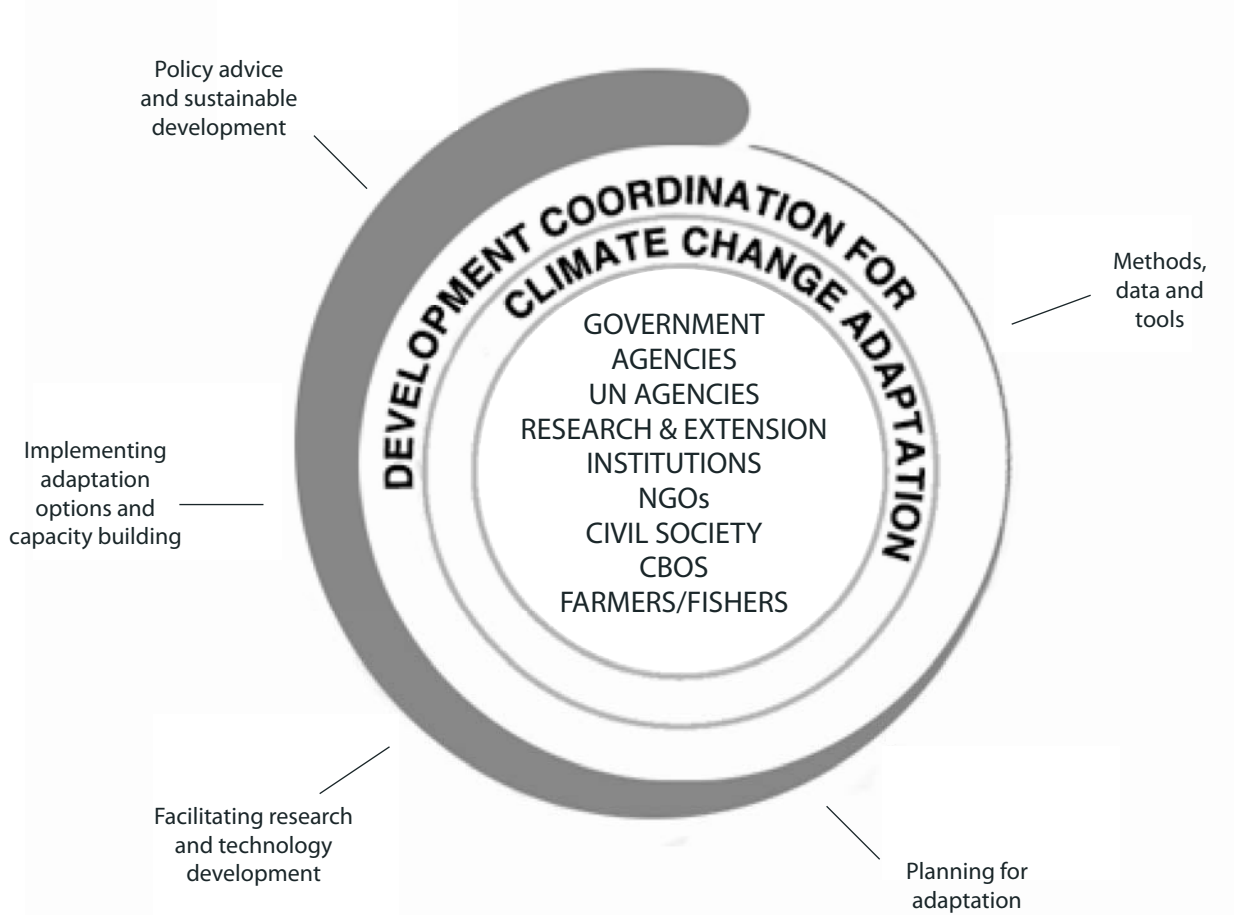 Policy advice
and sustainable
development
DEVELOPMENT COORDINATION FOR
CLIMATE CHANGE ADAPTATION
GOVERNMENT
AGENCIES
UN AGENCIES
RESEARCH & EXTENSION
INSTITUTIONS
NGOs
CIVIL SOCIETY
CBOS
FARMERS/FISHERS
Methods,
data and
tools
Planning for
adaptation
Facilitating research
and technology
development
Implementing
adaptation
options and
capacity building